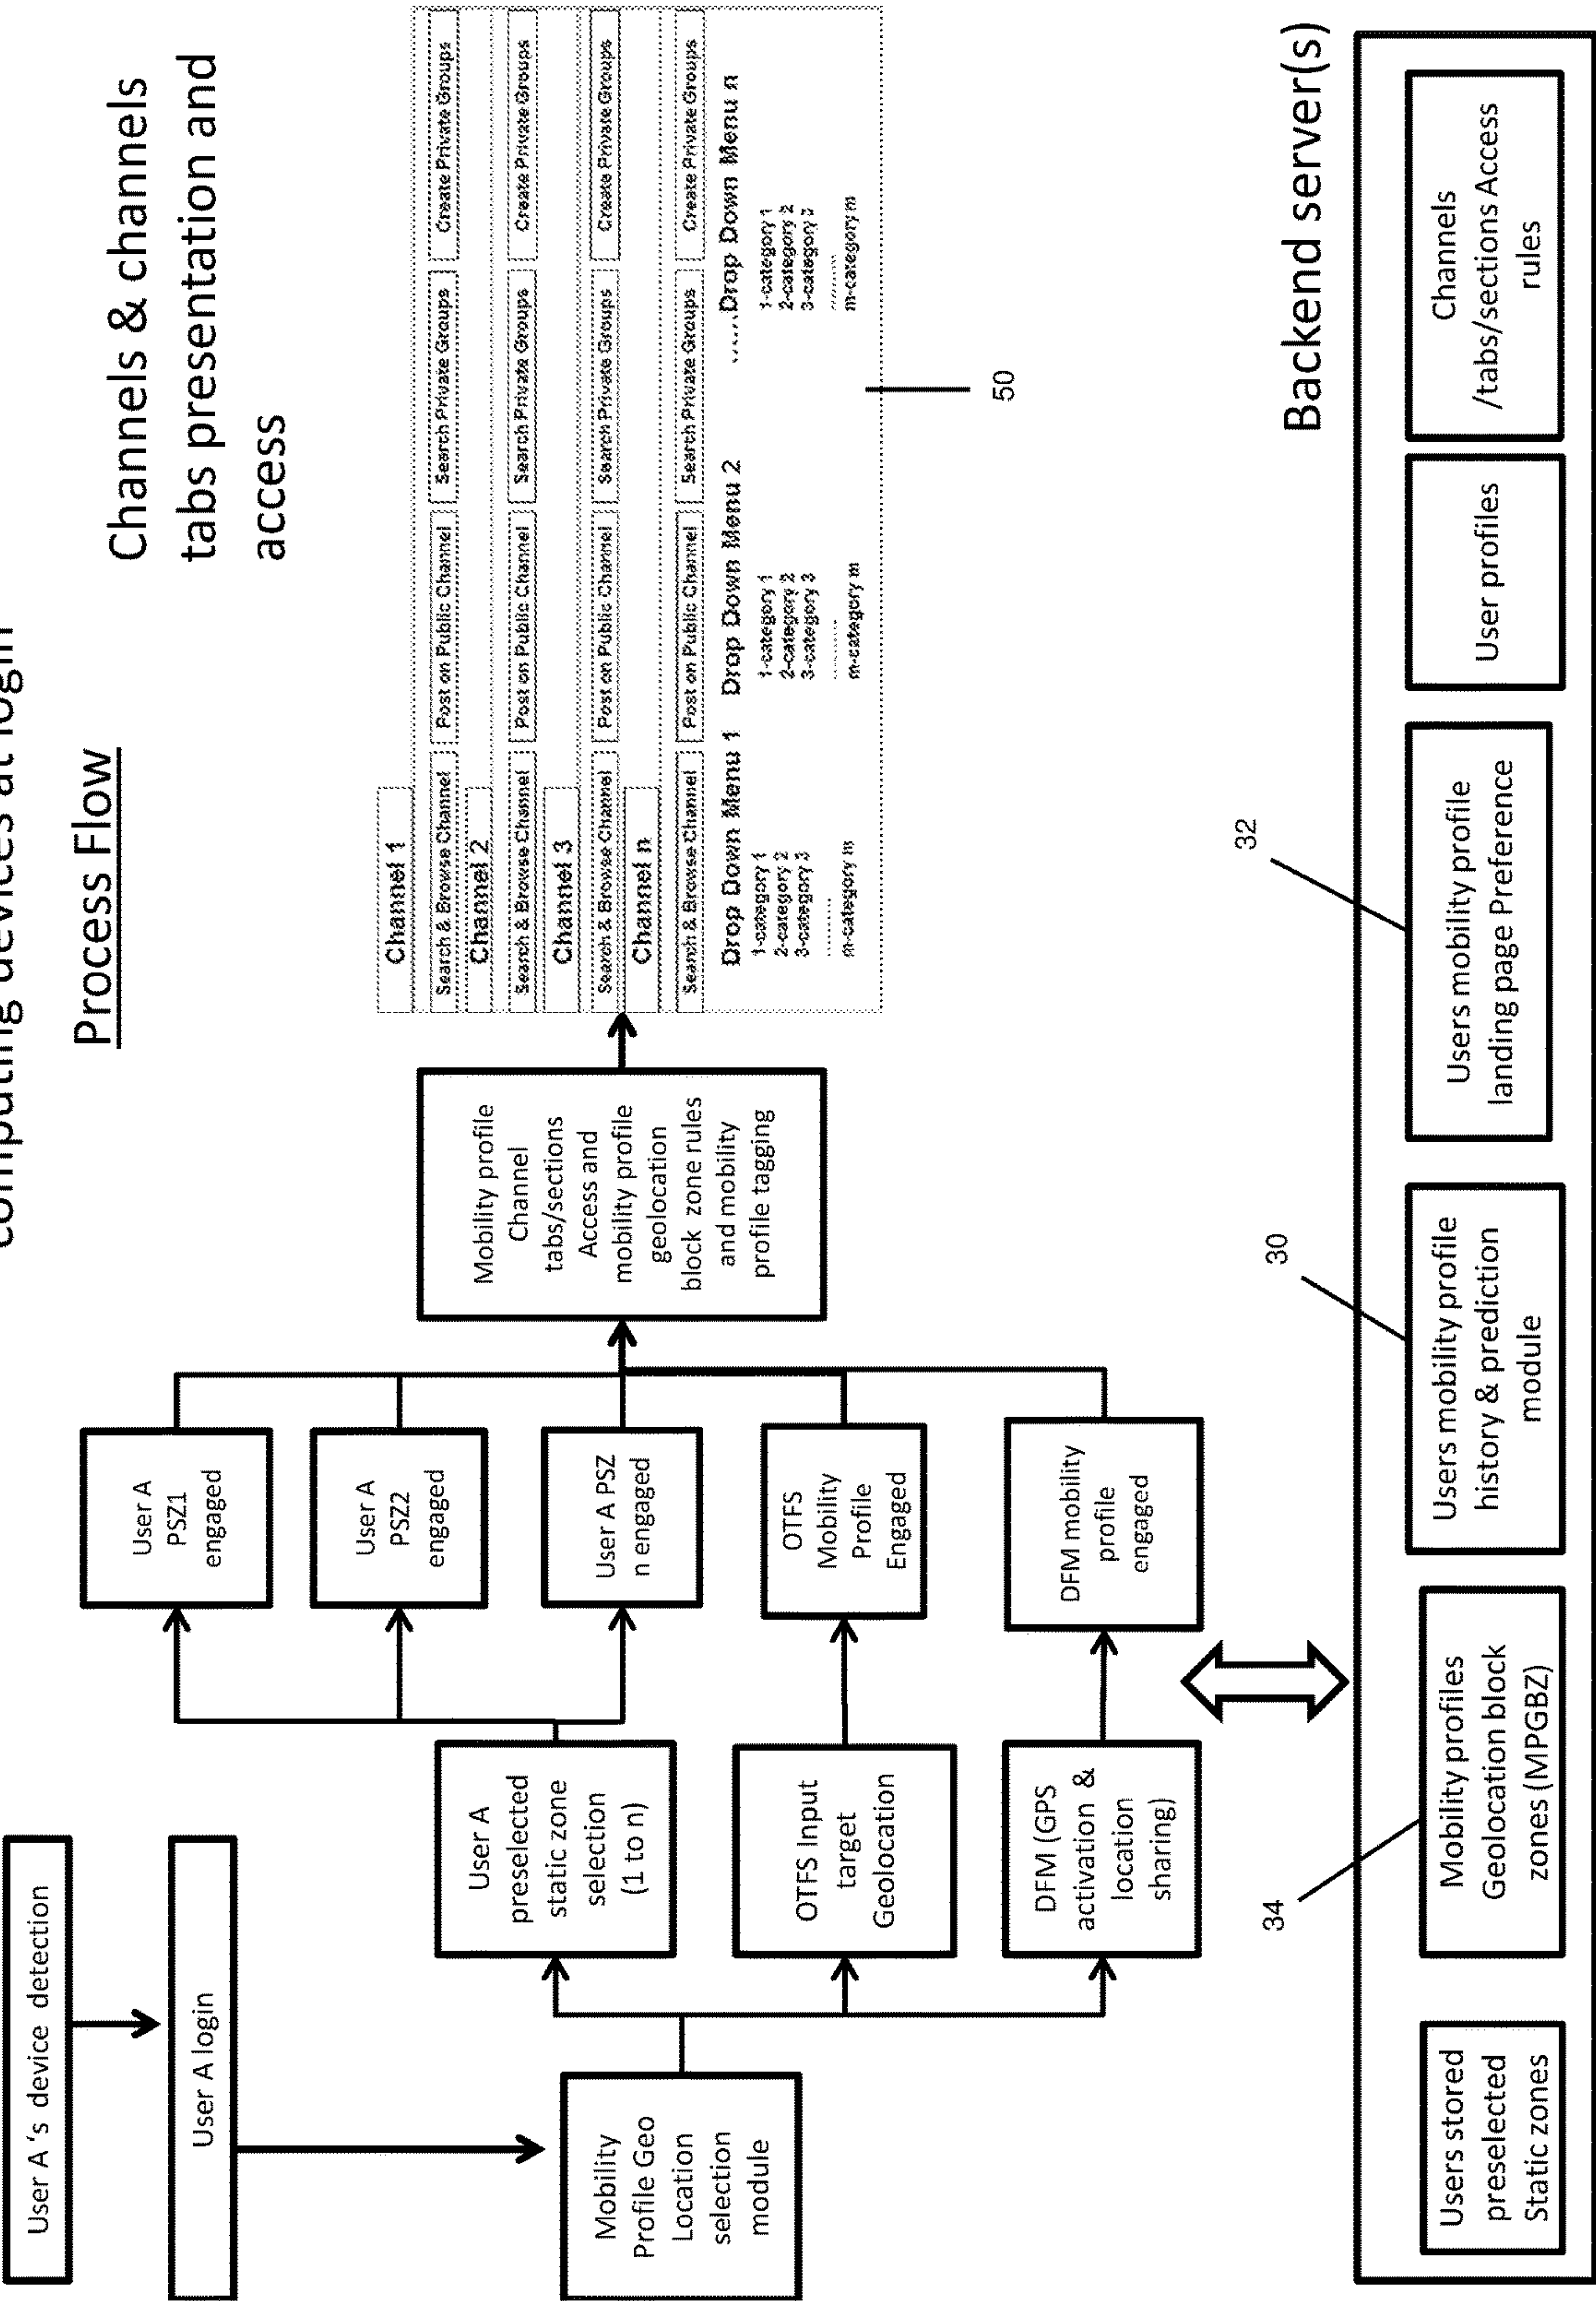 computing devices at login
Process Flow
Channels & channels
tabs presentation and
access
User A 's device detection
User A login
Mobility
Profile Geo
Location
selection
module
User A
preselected
static zone
selection
(1 to n)
OTFS Input
target
Geolocation
DFM (GPS
activation &
location
sharing)
User A
PSZ1
engaged
User A
PSZ2
engaged
User A PSZ
n engaged
OTFS
Mobility
Profile
Engaged
DFM mobility
profile
engaged
Mobility profile
Channel
tabs/sections
Access and
mobility profile
geolocation
block zone rules
and mobility
profile tagging
Channel 1
Search & Browse Channel Post on Public Channel Search Private Groups Create Private Groups
Channel 2
Search & Browse Channel Post on Public Channel Search Private Groups Create Private Groups
Channel 3
Search & Browse Channel Post on Public Channel Search Private Groups Create Private Groups
Channel n
Search & Browse Channel Post on Public Channel Search Private Groups Create Private Groups
Drop Down Menu 1 Drop Down Menu 2 ......Drop Down Menu n
1-category 1 1-category 1 1-category 1
2-category 2 2-category 2 2-category 2
3-category 3 3-category 3 3-category 3
....... ....... .......
m-category m m-category m m-category m
50
Backend server(s)
34
30
32
Users stored
preselected
Static zones
Mobility profiles
Geolocation block
zones (MPGBZ)
Users mobility profile
history & prediction
module
Users mobility profile
landing page Preference
User profiles
Channels
/tabs/sections Access
rules